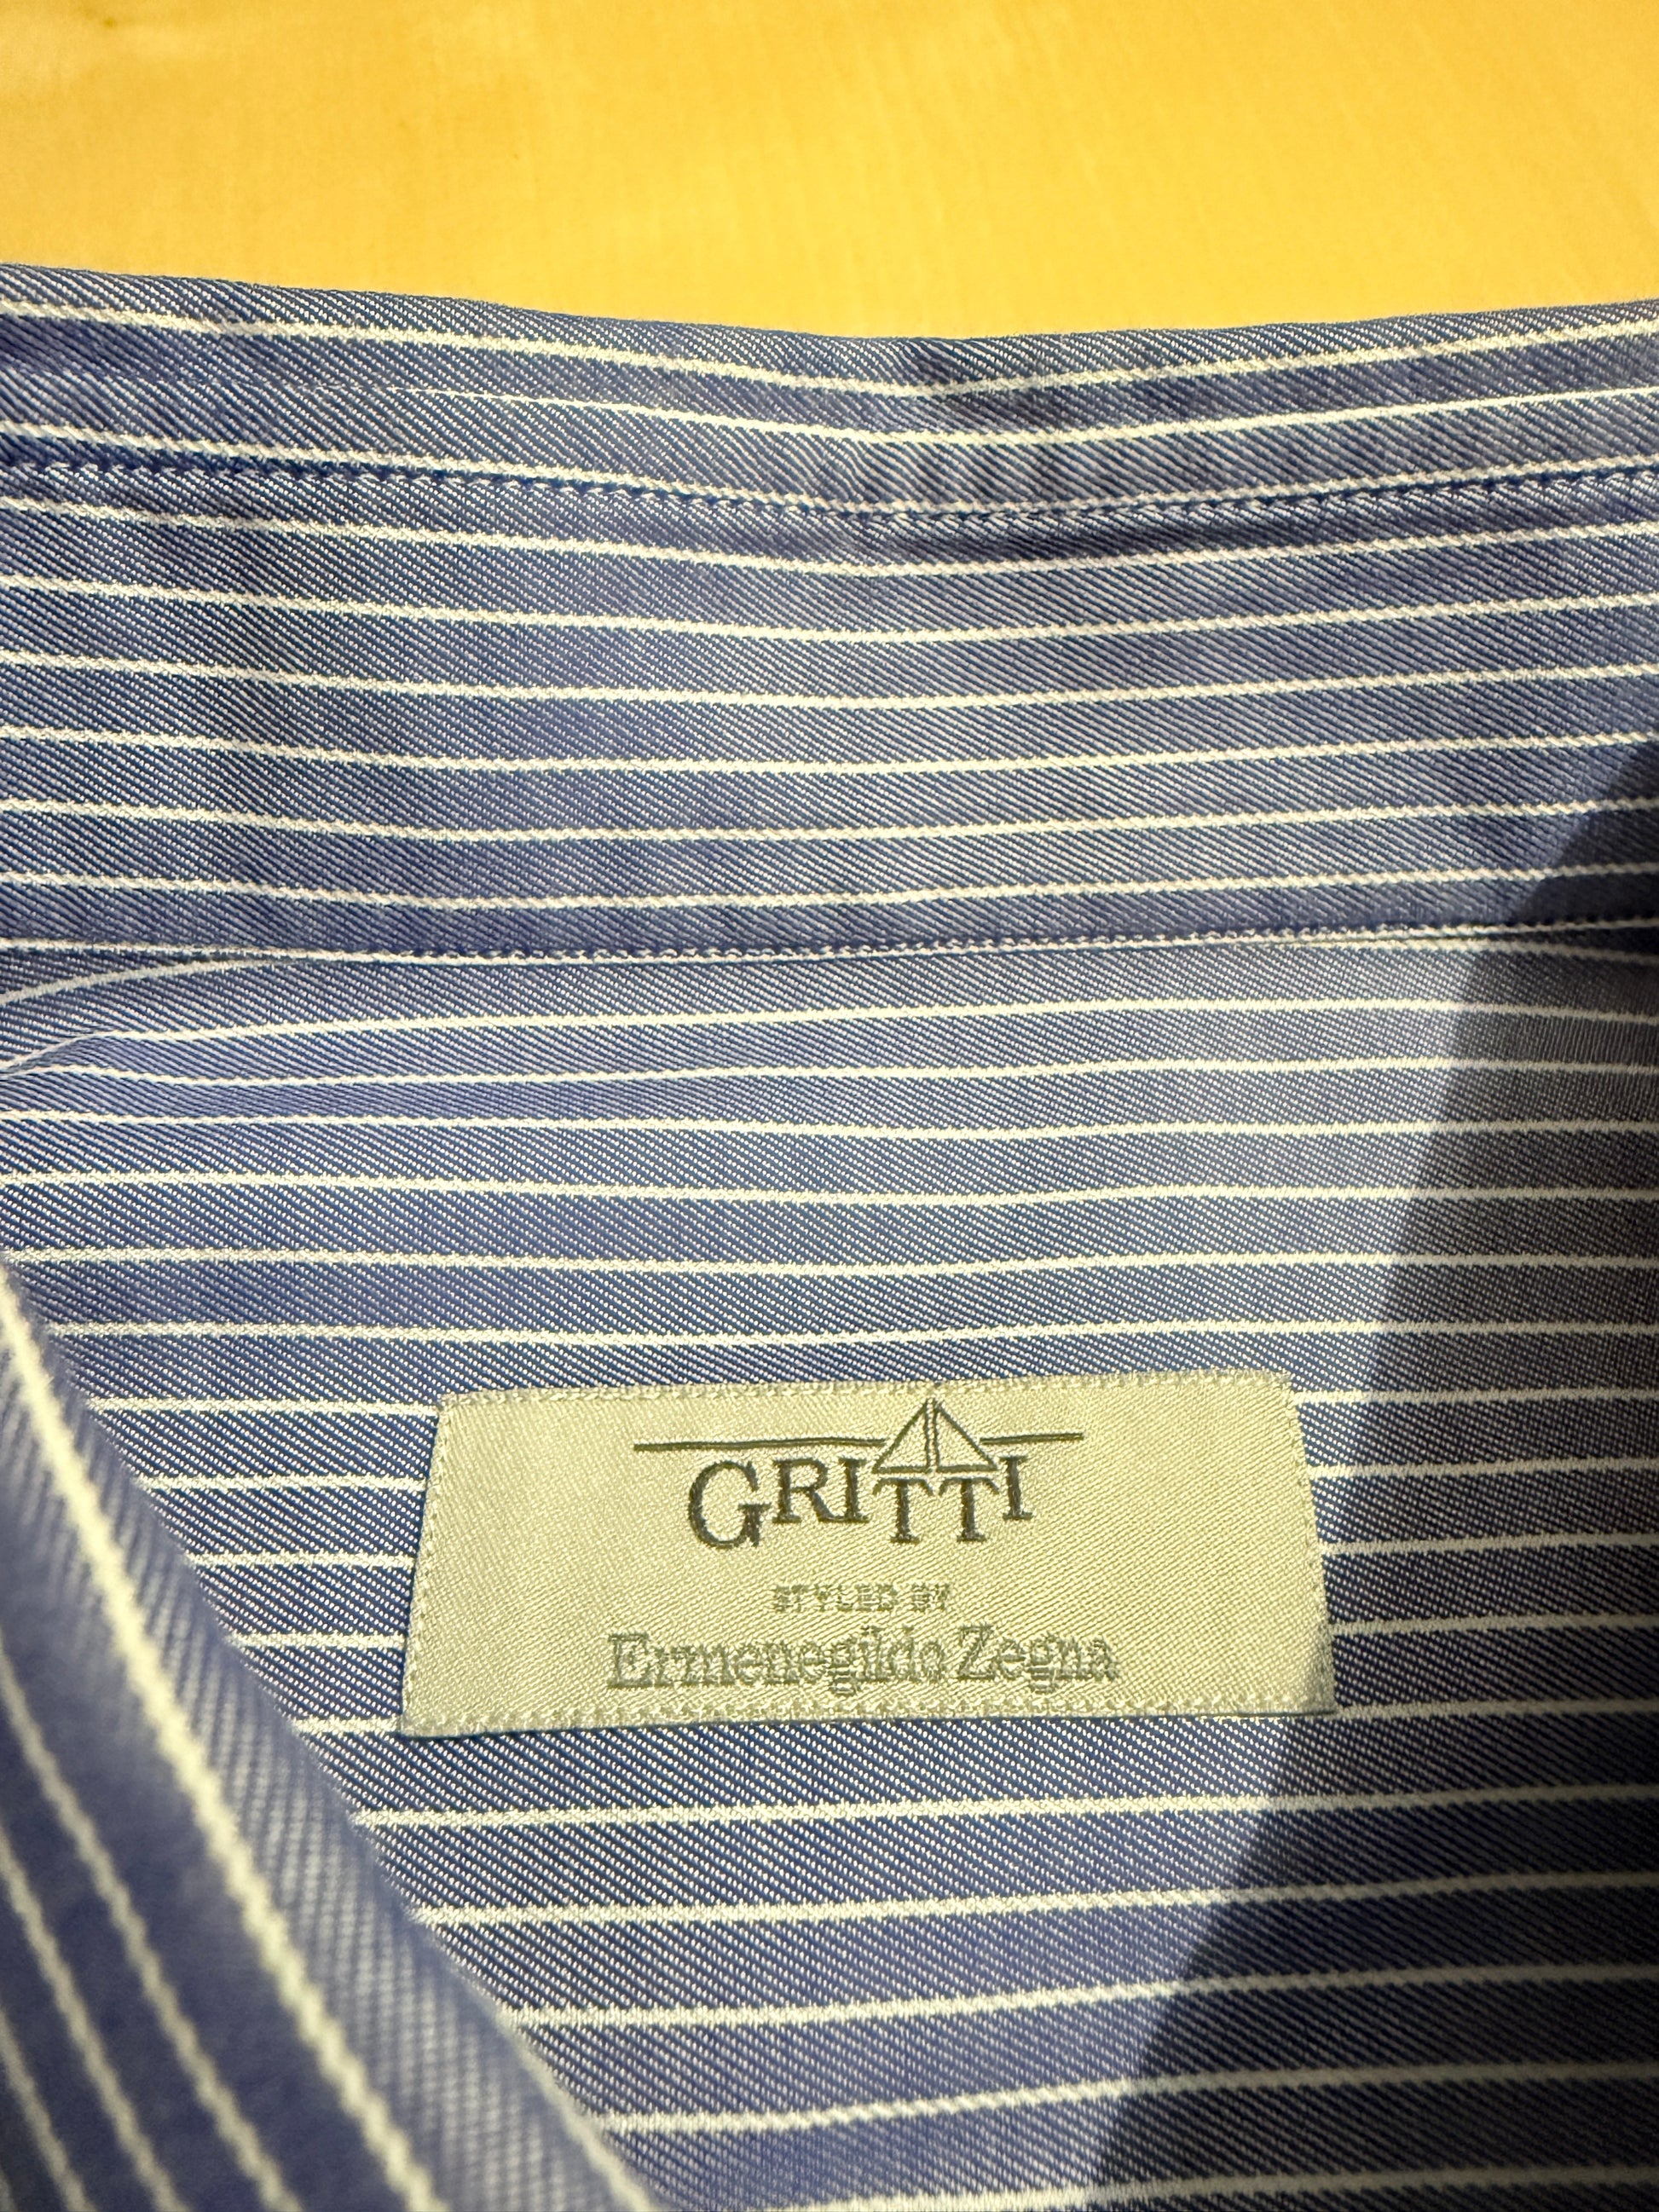 GRITTI
STYLED BY
Ermenegildo Zegna